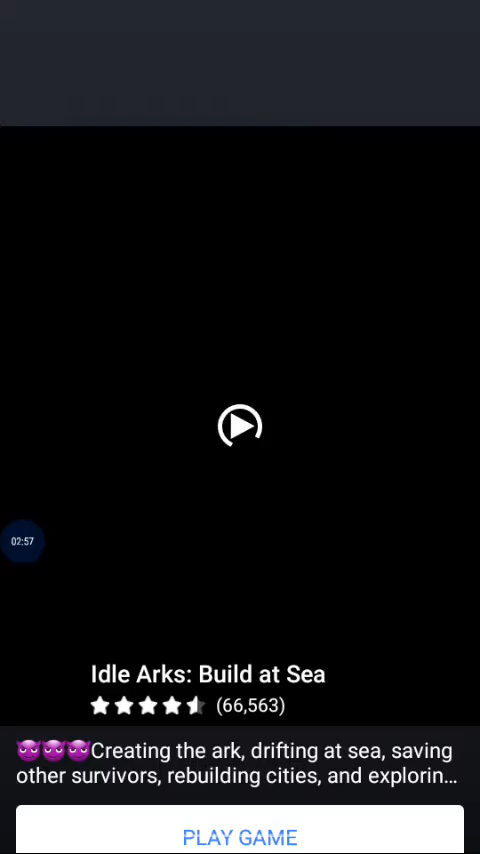 02:57
Idle Arks: Build at Sea
(66,563)
😈😈😈Creating the ark, drifting at sea, saving
other survivors, rebuilding cities, and explorin...
PLAY GAME